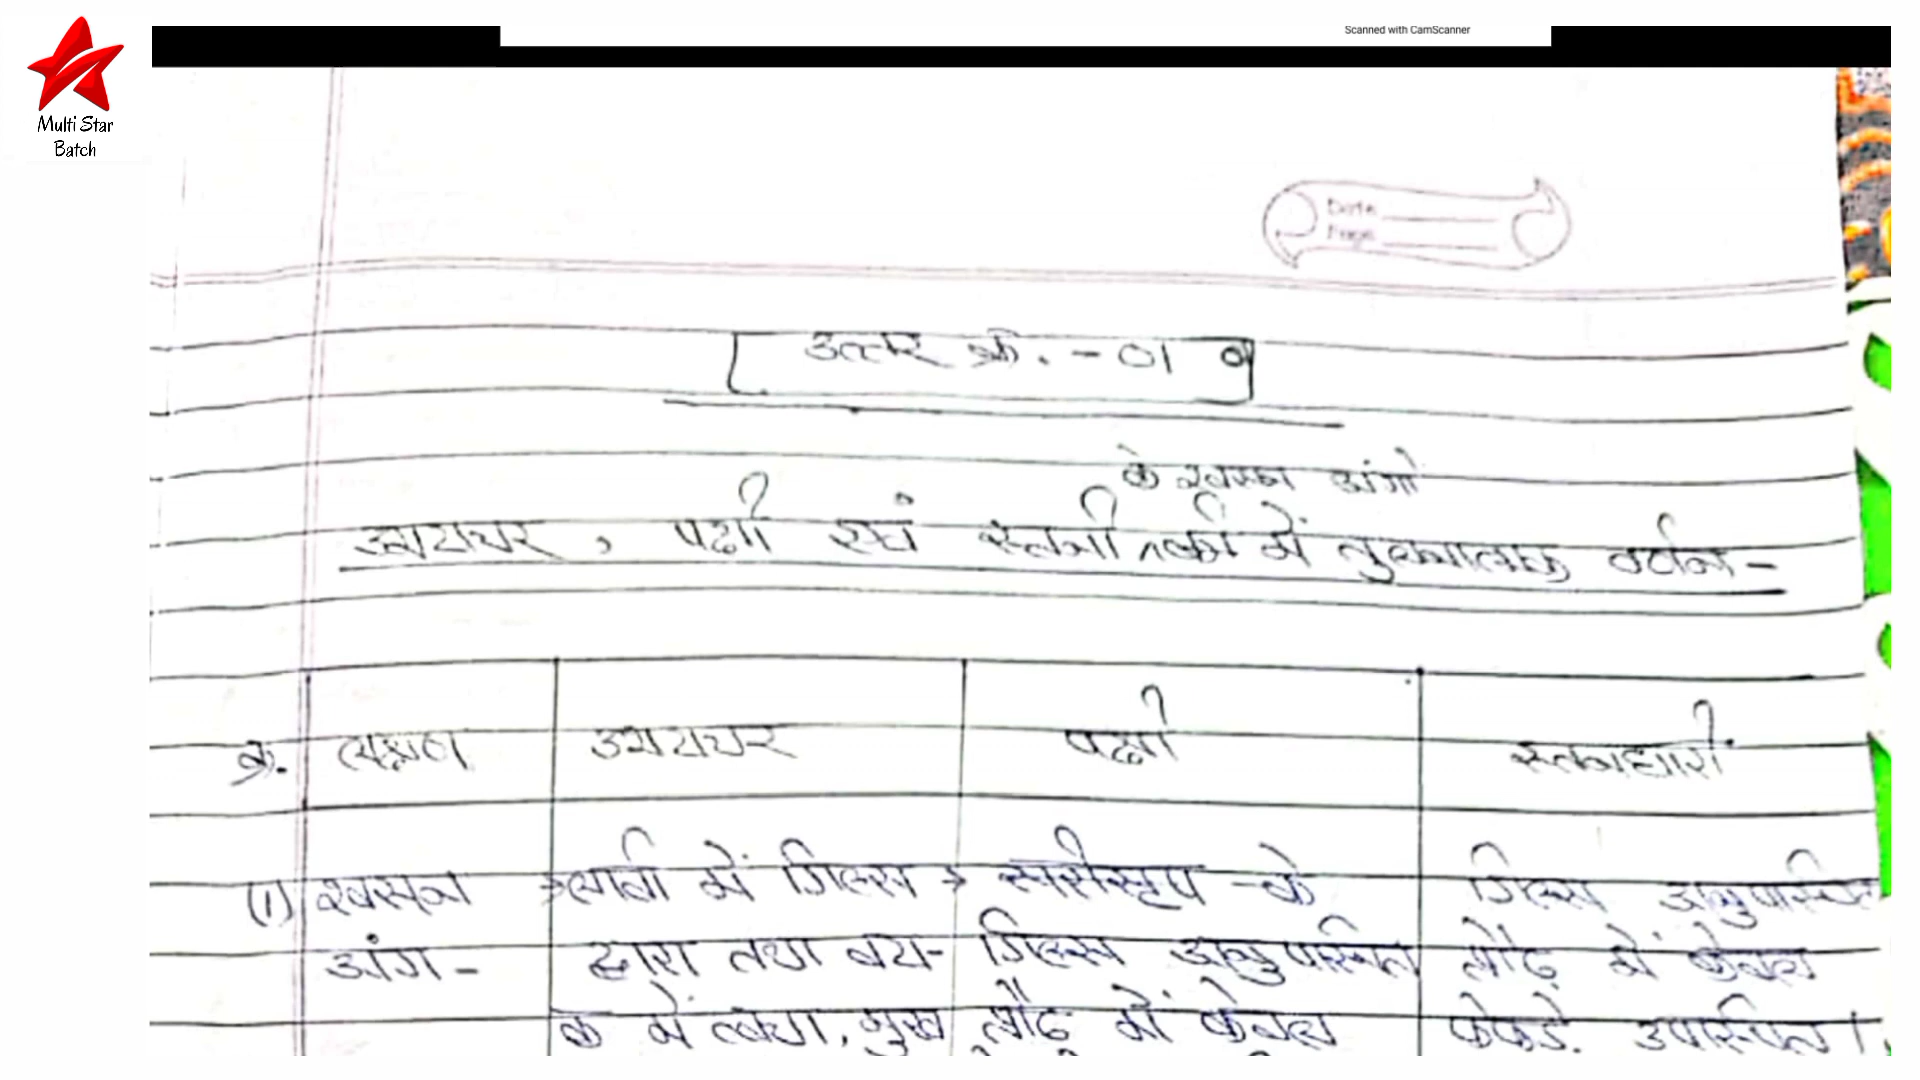 Scanned with CamScanner
Multi Star
Batch
Date
Page
उत्तर क्र. - 01
के श्वसन अंगो
उभयचर, पक्षी एवं स्तनी ^की में तुलनात्मक वर्णन -
क्र. लक्षण उभयचर पक्षी स्तनधारी
(1) श्वसन → लार्वा में गिल्स → सरीसृप के गिल्स अनुपस्थित
अंग - द्वारा तथा वय- गिल्स अनुपस्थित प्रौढ़ में केवल
क में त्वचा, मुख प्रौढ में केवल फेफडे. उपस्थित।